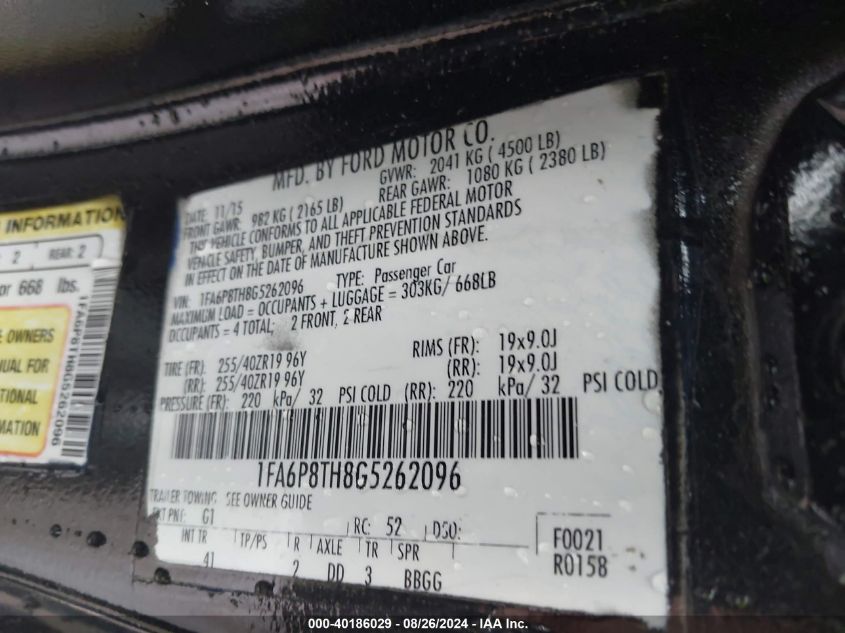 MFD. BY FORD MOTOR CO.
DATE: 11/15
GVWR: 2041 KG ( 4500 LB)
FRONT GAWR: 982 KG ( 2165 LB)
REAR GAWR: 1080 KG ( 2380 LB)
THIS VEHICLE CONFORMS TO ALL APPLICABLE FEDERAL MOTOR
VEHICLE SAFETY, BUMPER, AND THEFT PREVENTION STANDARDS
IN EFFECT ON THE DATE OF MANUFACTURE SHOWN ABOVE.
VIN: 1FA6P8TH8G5262096
TYPE: Passenger Car
MAXIMUM LOAD = OCCUPANTS + LUGGAGE = 303KG/ 668LB
OCCUPANTS = 4 TOTAL; 2 FRONT, 2 REAR
TIRE (FR): 255/40ZR19 96Y RIMS (FR): 19x9.0J
(RR): 255/40ZR19 96Y (RR): 19x9.0J
PRESSURE (FR): 220 kPa/ 32 PSI COLD (RR): 220 kPa/ 32 PSI COLD
1FA6P8TH8G5262096
TRAILER TOWING: SEE OWNER GUIDE
EXT PNT: G1 RC: 52 DSO:
INT TR TP/PS R AXLE TR SPR
41 2 DD 3 BBGG
F0021
R0158
INFORMATION
2 REAR: 2
or 668 lbs.
1FA6P8TH8G5262096
OWNERS
FOR
000-40186029 - 08/26/2024 - IAA Inc.